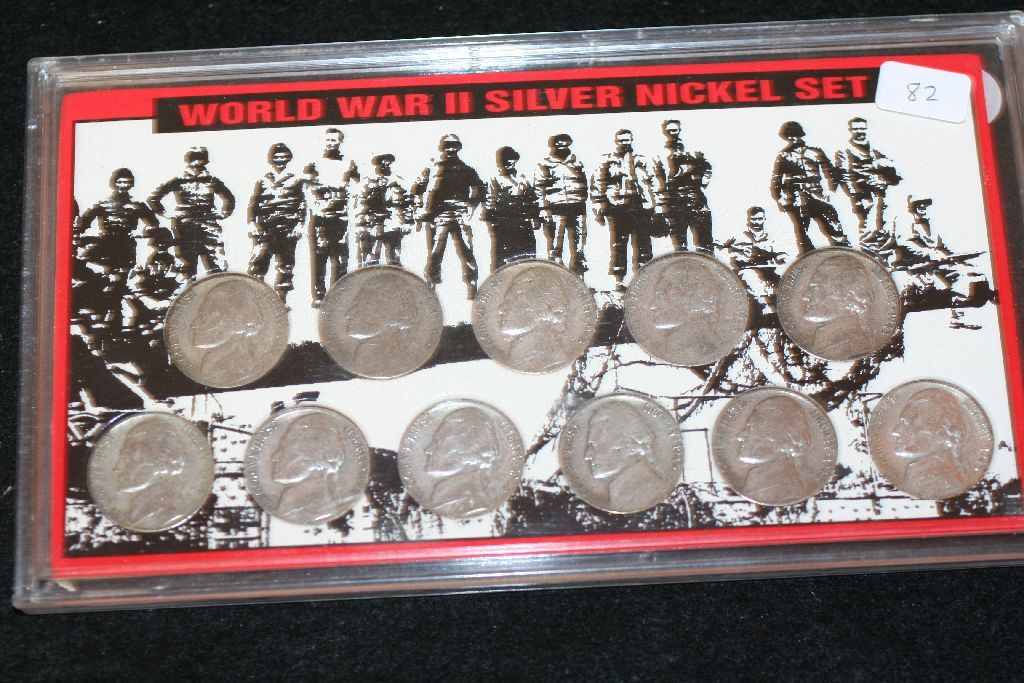 WORLD WAR II SILVER NICKEL SET
82